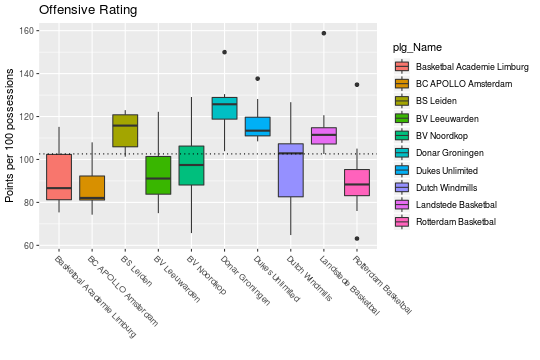 Offensive Rating
Points per 100 possessions
160
140
120
100
80
60
Basketbal Academie Limburg
BC APOLLO Amsterdam
BS Leiden
BV Leeuwarden
BV Noordkop
Donar Groningen
Dukes Unlimited
Dutch Windmills
Landstede Basketbal
Rotterdam Basketbal
plg_Name
Basketbal Academie Limburg
BC APOLLO Amsterdam
BS Leiden
BV Leeuwarden
BV Noordkop
Donar Groningen
Dukes Unlimited
Dutch Windmills
Landstede Basketbal
Rotterdam Basketbal